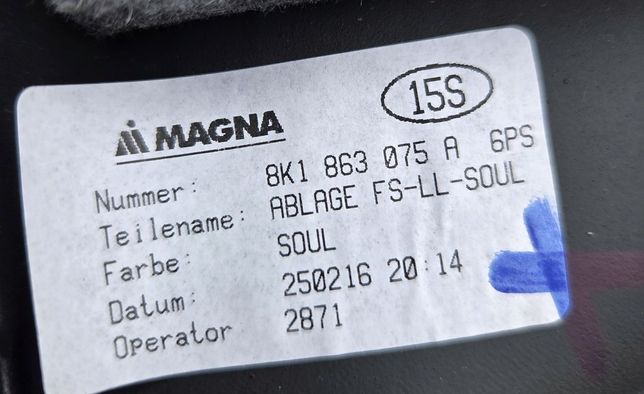 15S
MAGNA
Nummer: 8K1 863 075 A 6PS
Teilename: ABLAGE FS-LL-SOUL
Farbe: SOUL
Datum: 250216 20:14
Operator 2871